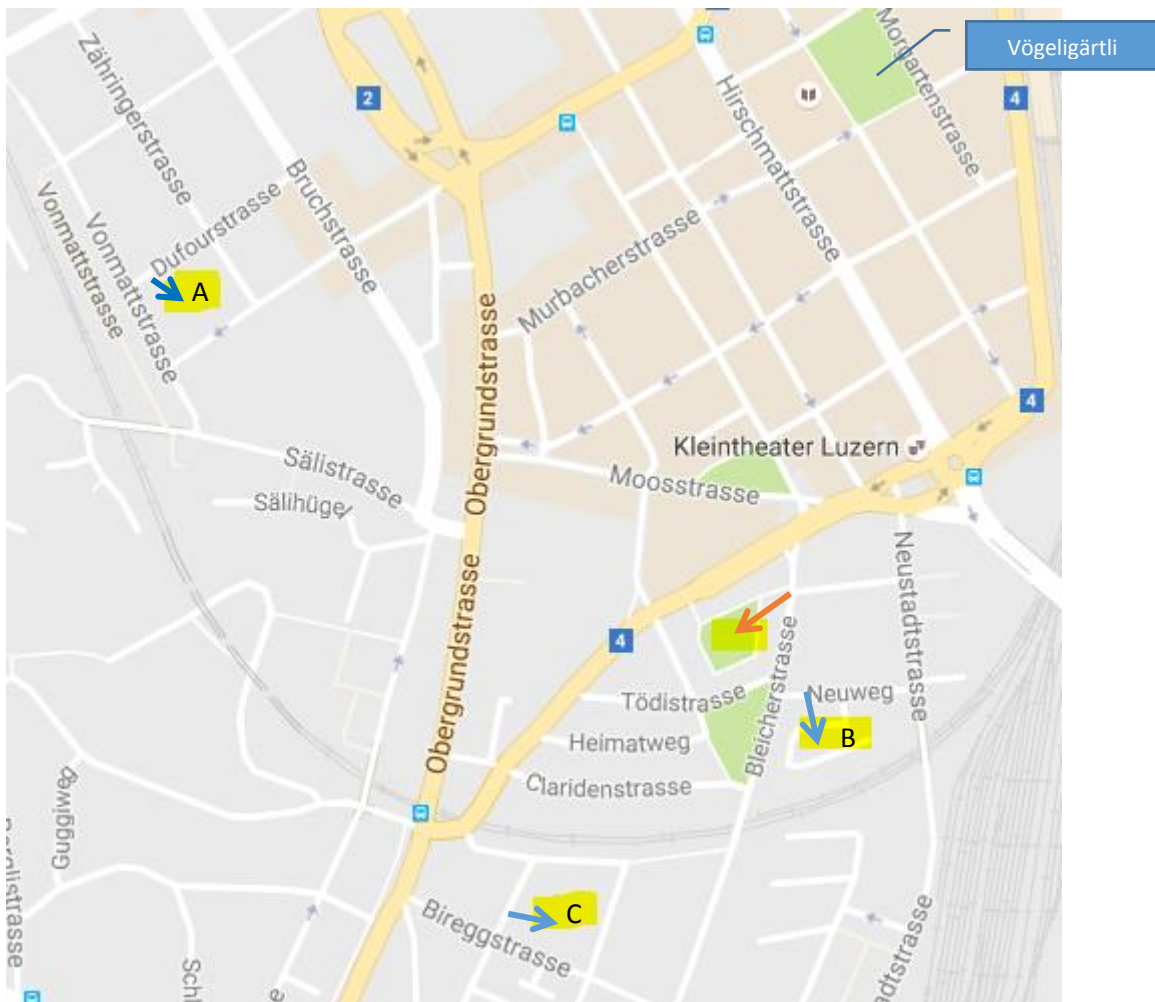 Vögeligärtli
Morgartenstrasse
Zähringerstrasse
Hirschmattstrasse
2
4
Bruchstrasse
Vonmattstrasse
Vonmattstrasse
Dufourstrasse
Murbacherstrasse
A
Obergrundstrasse
4
Kleintheater Luzern
Sälistrasse
Moosstrasse
Sälihügel
Neustadtstrasse
Obergrundstrasse
4
Bleicherstrasse
Tödistrasse
Neuweg
Heimatweg
B
Claridenstrasse
Guggiweg
C
Bireggstrasse